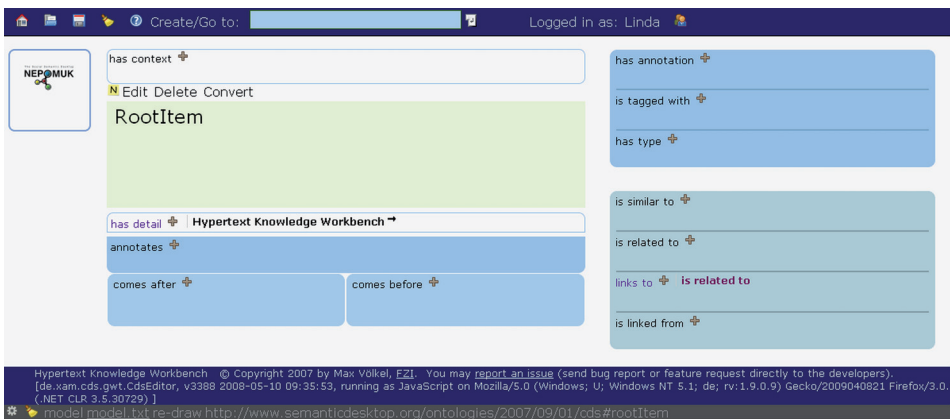 Create/Go to:
Logged in as: Linda
NEPOMUK
has context
N Edit Delete Convert
RootItem
has detail
Hypertext Knowledge Workbench →
annotates
comes after
comes before
has annotation
is tagged with
has type
is similar to
is related to
links to
is related to
is linked from
Hypertext Knowledge Workbench © Copyright 2007 by Max Völkel, FZI. You may report an issue (send bug report or feature request directly to the developers).
[de.xam.cds.gwt.CdsEditor, v3388 2008-05-10 09:35:53, running as JavaScript on Mozilla/5.0 (Windows; U; Windows NT 5.1; de; rv:1.9.0.9) Gecko/2009040821 Firefox/3.0.
(.NET CLR 3.5.30729) ]
model model.txt re-draw http://www.semanticdesktop.org/ontologies/2007/09/01/cds#rootItem